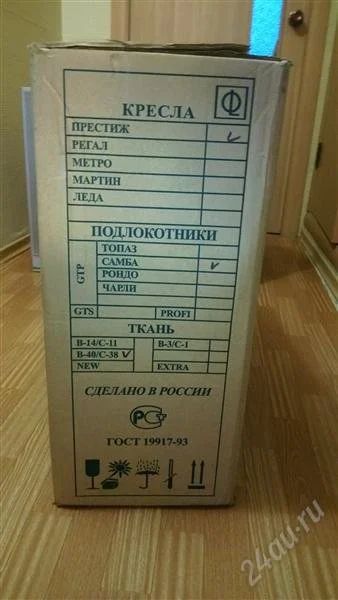 КРЕСЛА
ПРЕСТИЖ
РЕГАЛ
МЕТРО
МАРТИН
ЛЕДА
ПОДЛОКОТНИКИ
GTP
ТОПАЗ
САМБА
РОНДО
ЧАРЛИ
GTS PROFI
ТКАНЬ
В-14/С-11 В-3/С-1
В-40/С-38
NEW EXTRA
СДЕЛАНО В РОССИИ
РСТ
ГОСТ 19917-93
24au.ru